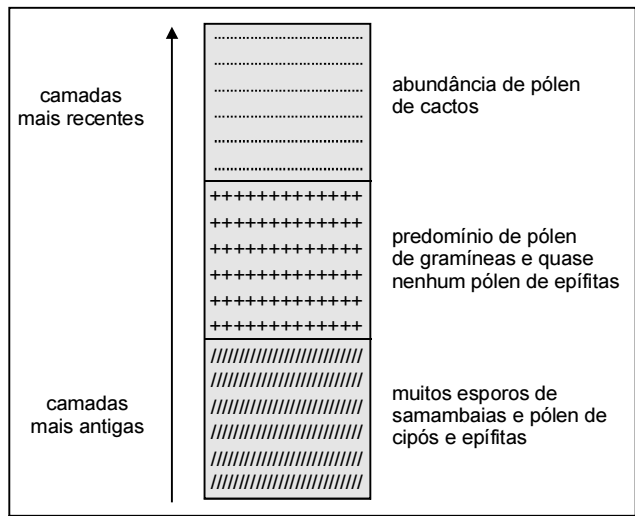 camadas
mais recentes
abundância de pólen
de cactos
+++++++++++++
+++++++++++++
+++++++++++++
+++++++++++++
+++++++++++++
+++++++++++++
predomínio de pólen
de gramíneas e quase
nenhum pólen de epífitas
camadas
mais antigas
muitos esporos de
samambaias e pólen de
cipós e epífitas